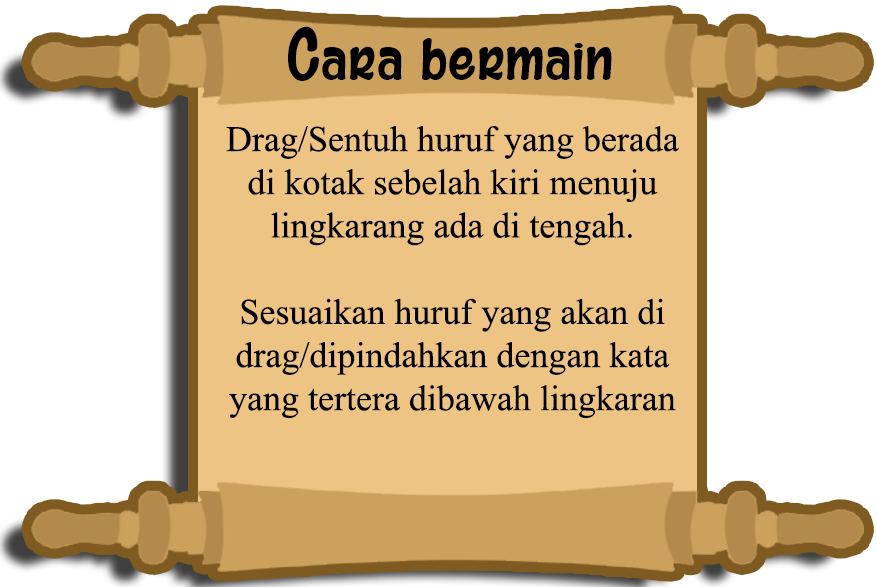 Cara bermain
Drag/Sentuh huruf yang berada
di kotak sebelah kiri menuju
lingkarang ada di tengah.
Sesuaikan huruf yang akan di
drag/dipindahkan dengan kata
yang tertera dibawah lingkaran